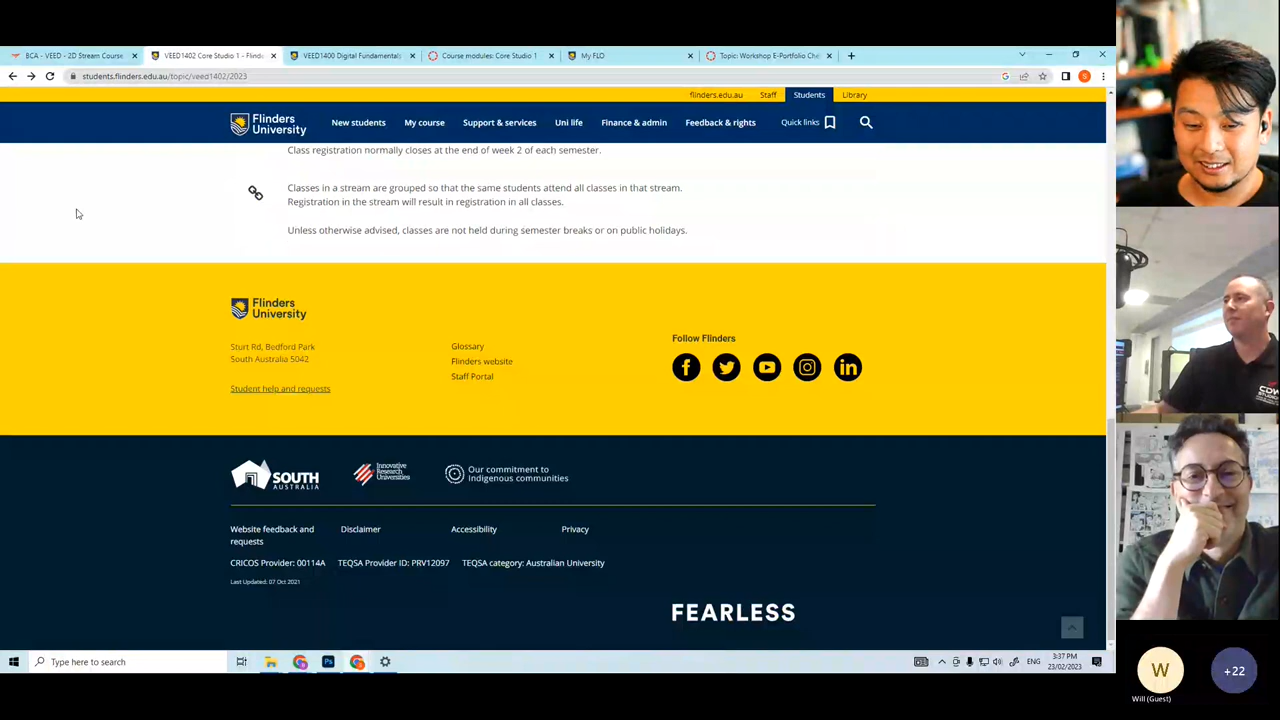 BCA - VEED - 2D Stream Course
VEED1402 Core Studio 1 - Flinde
VEED1400 Digital Fundamentals
Course modules: Core Studio 1
My FLO
Topic: Workshop E-Portfolio Che
students.flinders.edu.au/topic/veed1402/2023
S
flinders.edu.au
Staff
Students
Library
Flinders
University
New students
My course
Support & services
Uni life
Finance & admin
Feedback & rights
Quick links
Class registration normally closes at the end of week 2 of each semester.
Classes in a stream are grouped so that the same students attend all classes in that stream.
Registration in the stream will result in registration in all classes.
Unless otherwise advised, classes are not held during semester breaks or on public holidays.
Flinders
University
Sturt Rd, Bedford Park
South Australia 5042
Student help and requests
Glossary
Flinders website
Staff Portal
Follow Flinders
SOUTH
AUSTRALIA
Innovative
Research
Universities
Our commitment to
Indigenous communities
Website feedback and
requests
Disclaimer
Accessibility
Privacy
CRICOS Provider: 00114A
TEQSA Provider ID: PRV12097
TEQSA category: Australian University
Last Updated: 07 Oct 2021
FEARLESS
Type here to search
Ps
ENG
3:37 PM
23/02/2023
CDW
STUDIOS
W
Will (Guest)
+22